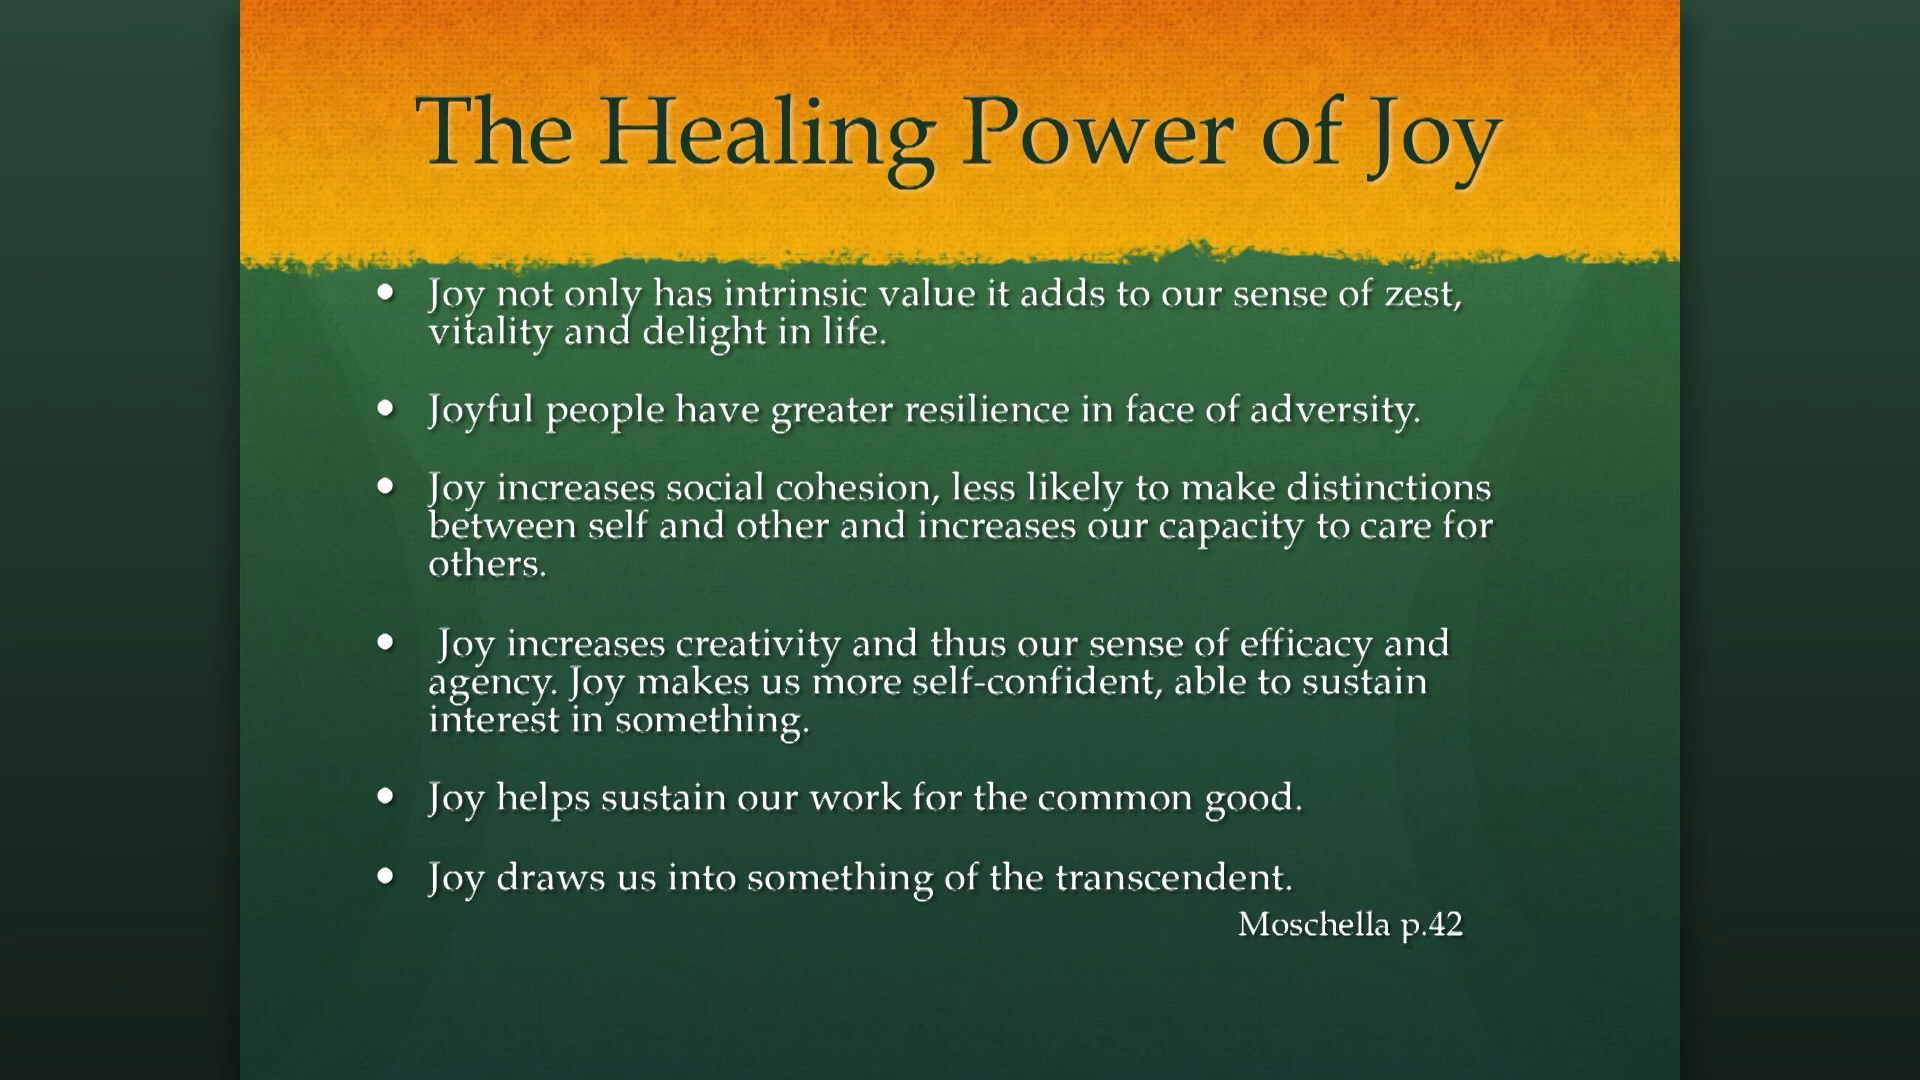 The Healing Power of Joy
• Joy not only has intrinsic value it adds to our sense of zest,
vitality and delight in life.
• Joyful people have greater resilience in face of adversity.
• Joy increases social cohesion, less likely to make distinctions
between self and other and increases our capacity to care for
others.
• Joy increases creativity and thus our sense of efficacy and
agency. Joy makes us more self-confident, able to sustain
interest in something.
• Joy helps sustain our work for the common good.
• Joy draws us into something of the transcendent.
Moschella p.42